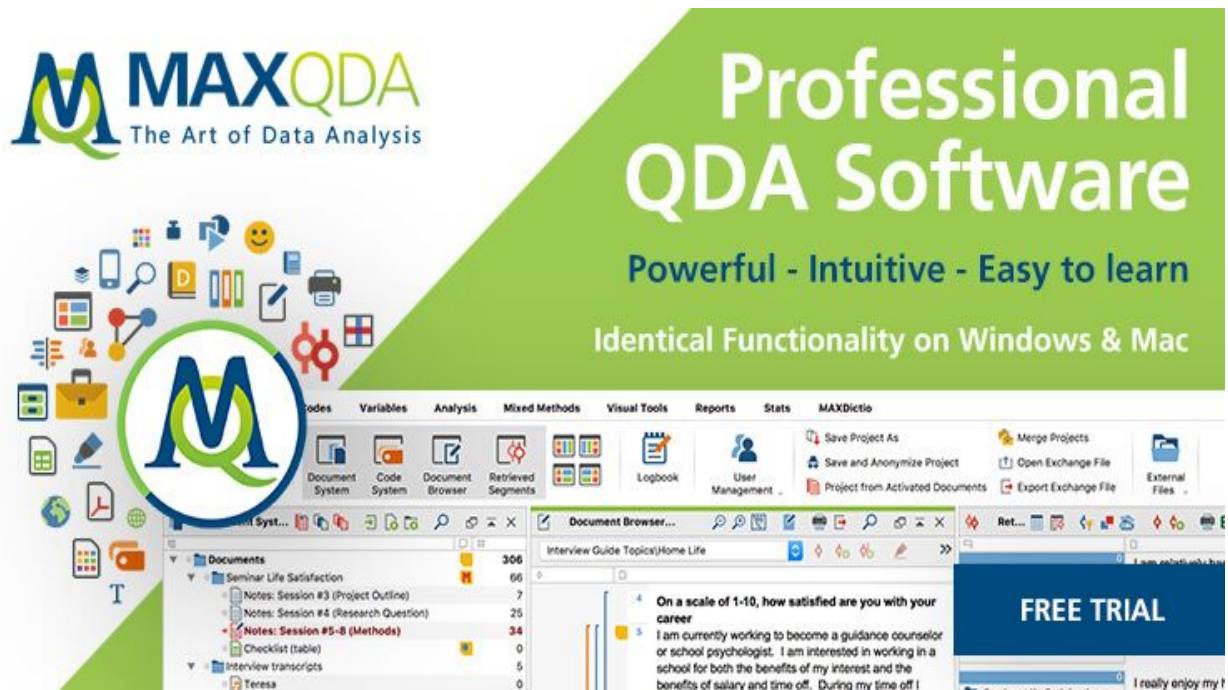 MAXQDA
The Art of Data Analysis
Professional
QDA Software
Powerful - Intuitive - Easy to learn
Identical Functionality on Windows & Mac
Variables Analysis Mixed Methods Visual Tools Reports Stats MAXDictio
Document System
Code System
Document Browser
Retrieved Segments
Logbook
User Management
Save Project As
Save and Anonymize Project
Project from Activated Documents
Merge Projects
Open Exchange File
Export Exchange File
External Files
Syst...
Documents 306
Seminar Life Satisfaction 66
Notes: Session #3 (Project Outline) 7
Notes: Session #4 (Research Question) 25
Notes: Session #5-8 (Methods) 34
Checklist (table) 0
Interview transcripts 5
Teresa 0
Document Browser...
Interview Guide Topics\Home Life
4 On a scale of 1-10, how satisfied are you with your
career
5 I am currently working to become a guidance counselor
or school psychologist. I am interested in working in a
school for both the benefits of my interest and the
benefits of salary and time off. During my time off I
Ret...
FREE TRIAL
I really enjoy my